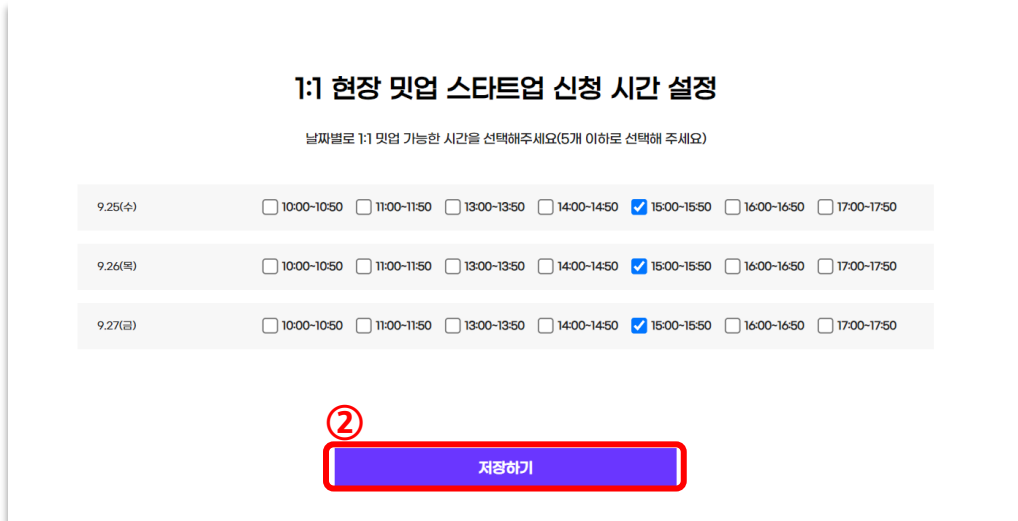 1:1 현장 밋업 스타트업 신청 시간 설정
날짜별로 1:1 밋업 가능한 시간을 선택해주세요(5개 이하로 선택해 주세요)
9.25(수) 10:00~10:50 11:00~11:50 13:00~13:50 14:00~14:50 15:00~15:50 16:00~16:50 17:00~17:50
9.26(목) 10:00~10:50 11:00~11:50 13:00~13:50 14:00~14:50 15:00~15:50 16:00~16:50 17:00~17:50
9.27(금) 10:00~10:50 11:00~11:50 13:00~13:50 14:00~14:50 15:00~15:50 16:00~16:50 17:00~17:50
②
저장하기